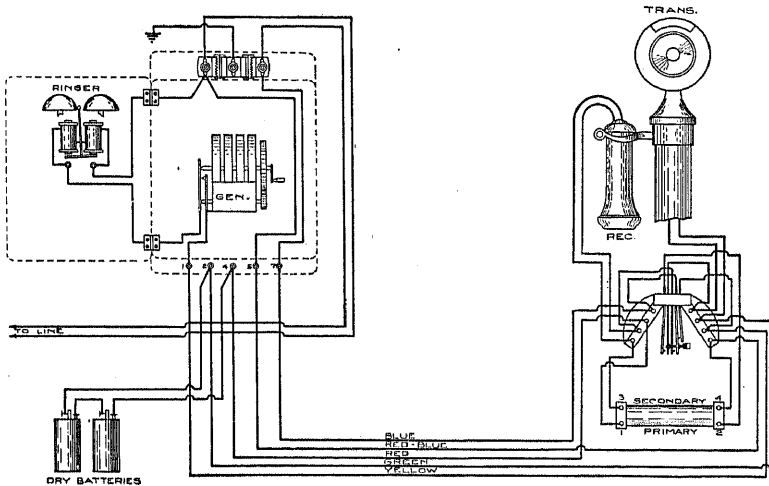 TRANS.
RINGER
GEN.
REC.
1 2 4 5 7
TO LINE
3 SECONDARY 4
1 PRIMARY 2
BLUE
RED-BLUE
RED
GREEN
YELLOW
DRY BATTERIES